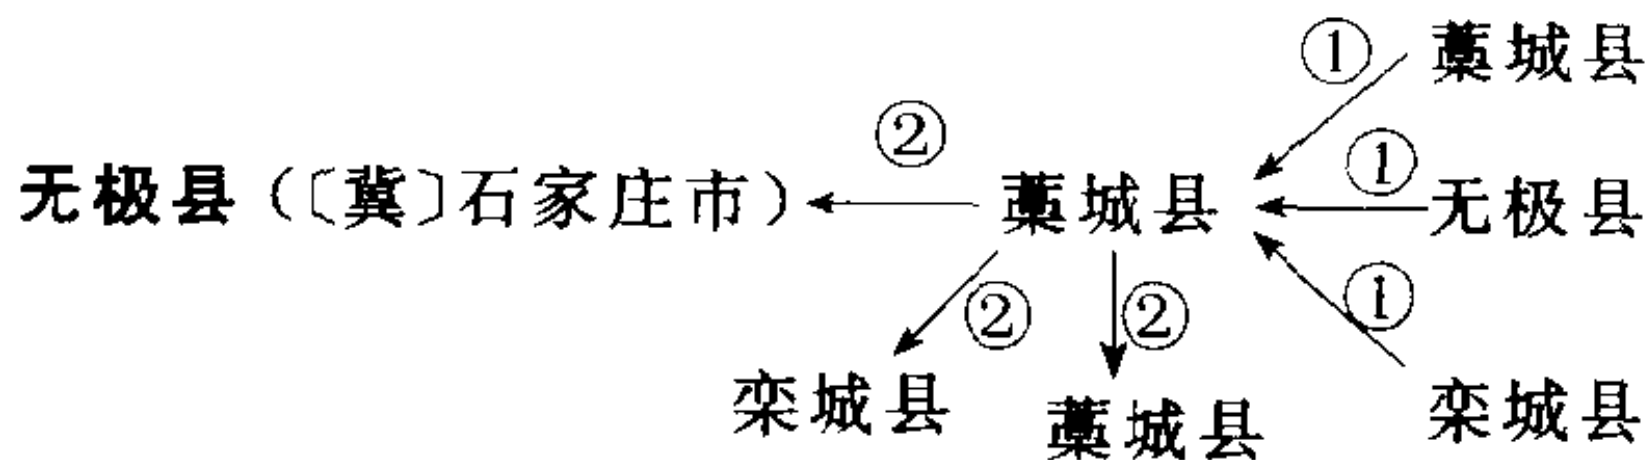 ① 藁城县
②
无极县（〔冀〕石家庄市） 藁城县 ① 无极县
② ② ①
栾城县 藁城县 栾城县